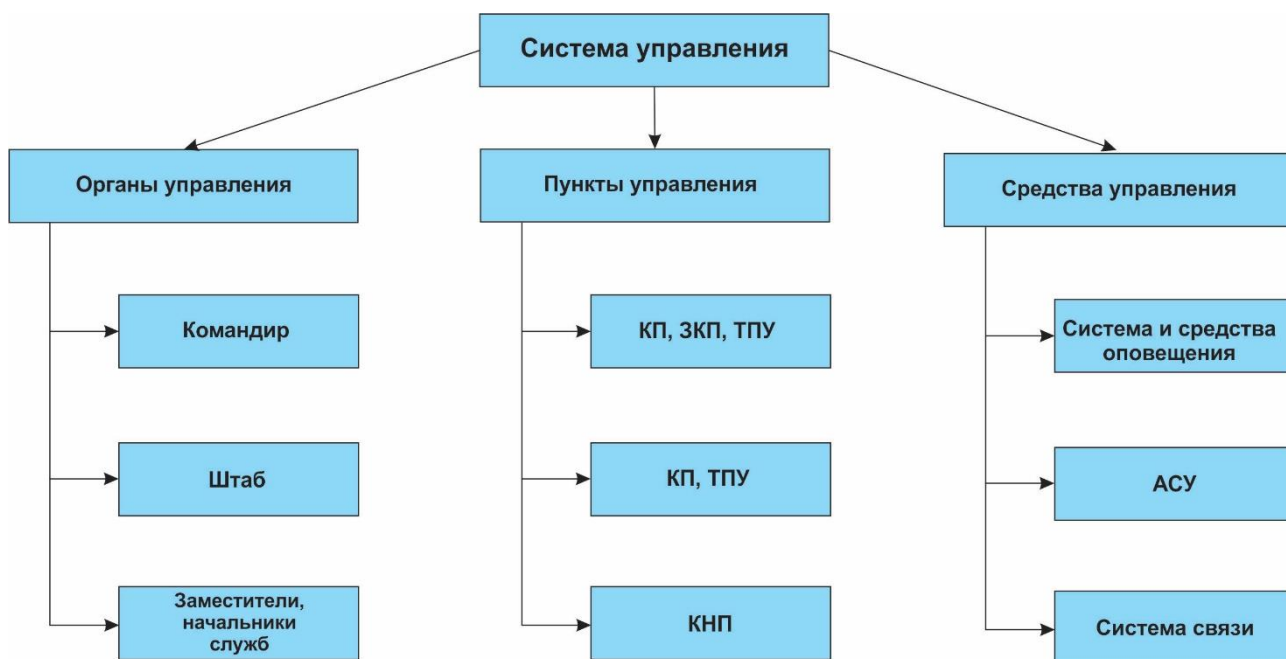 Система управления
Органы управления
Пункты управления
Средства управления
Командир
КП, ЗКП, ТПУ
Система и средства
оповещения
Штаб
КП, ТПУ
АСУ
Заместители,
начальники
служб
КНП
Система связи